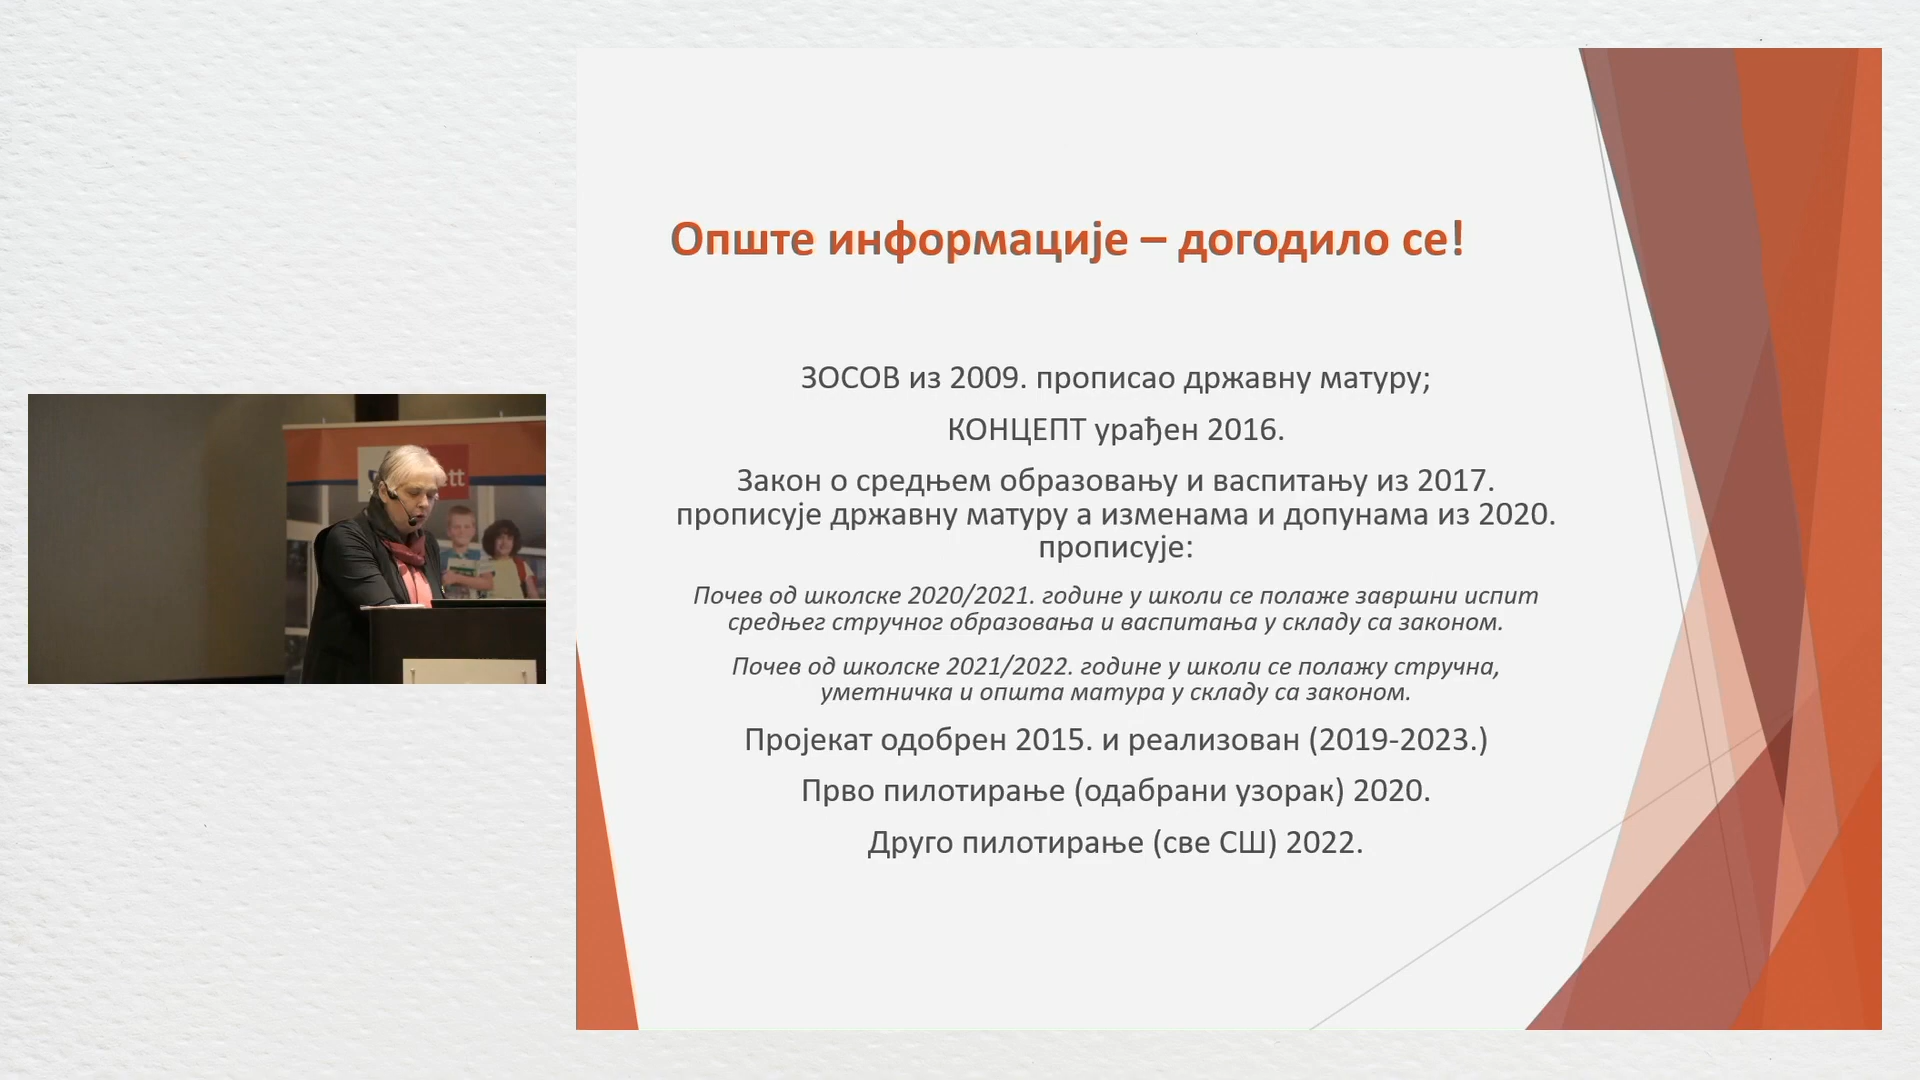 Опште информације – догодило се!
ЗОСОВ из 2009. прописао државну матуру;
КОНЦЕПТ урађен 2016.
Закон о средњем образовању и васпитању из 2017.
прописује државну матуру а изменама и допунама из 2020.
прописује:
Почев од школске 2020/2021. године у школи се полаже завршни испит
средњег стручног образовања и васпитања у складу са законом.
Почев од школске 2021/2022. године у школи се полажу стручна,
уметничка и општа матура у складу са законом.
Пројекат одобрен 2015. и реализован (2019-2023.)
Прво пилотирање (одабрани узорак) 2020.
Друго пилотирање (све СШ) 2022.